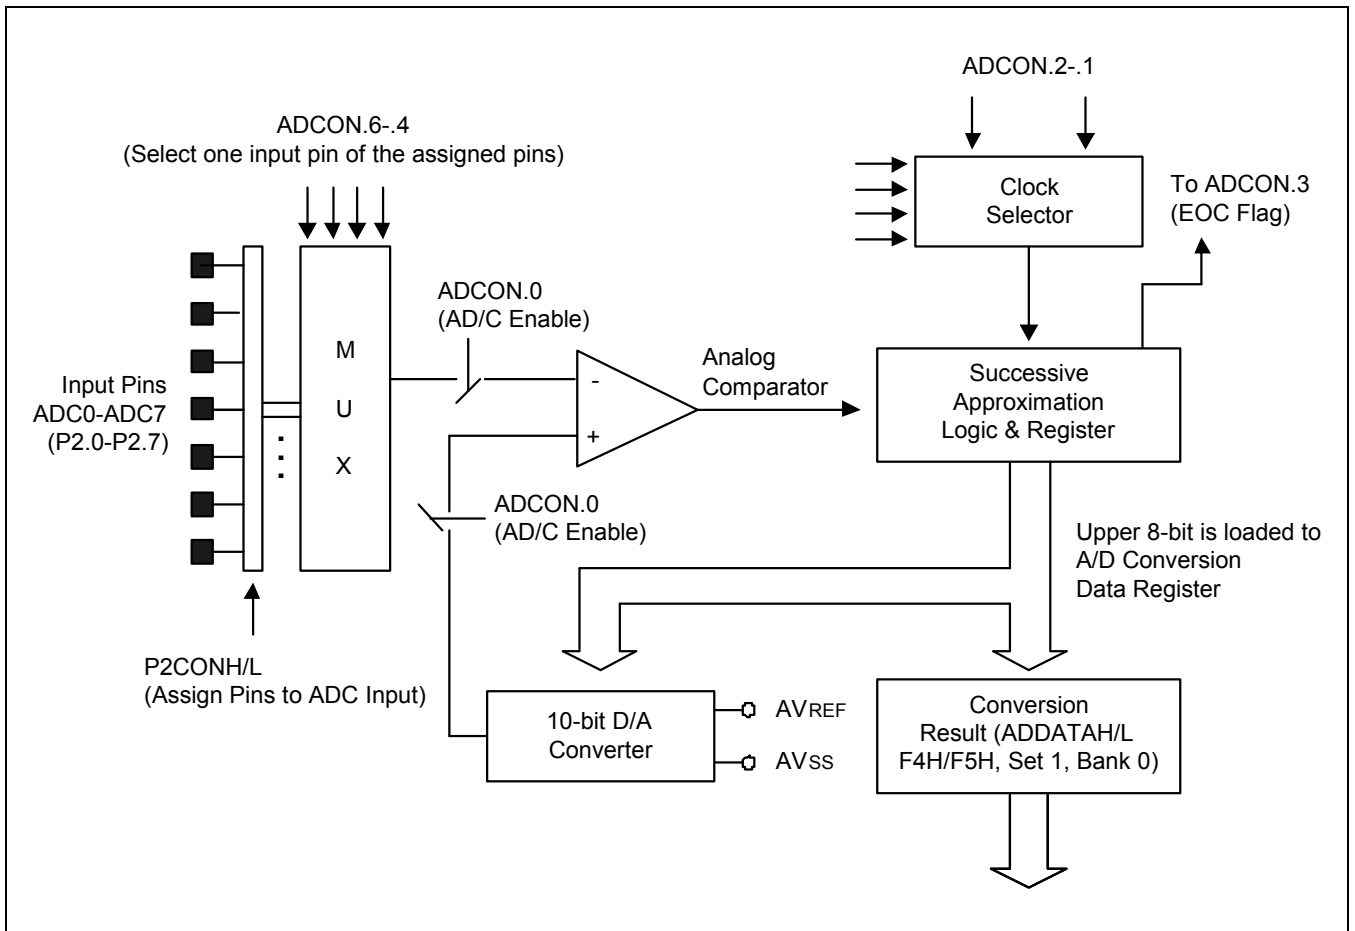 ADCON.2-.1
ADCON.6-.4
(Select one input pin of the assigned pins)
Clock
Selector
To ADCON.3
(EOC Flag)
ADCON.0
(AD/C Enable)
M
U
X
Input Pins
ADC0-ADC7
(P2.0-P2.7)
-
+
Analog
Comparator
Successive
Approximation
Logic & Register
ADCON.0
(AD/C Enable)
Upper 8-bit is loaded to
A/D Conversion
Data Register
P2CONH/L
(Assign Pins to ADC Input)
10-bit D/A
Converter
AVREF
AVSS
Conversion
Result (ADDATAH/L
F4H/F5H, Set 1, Bank 0)